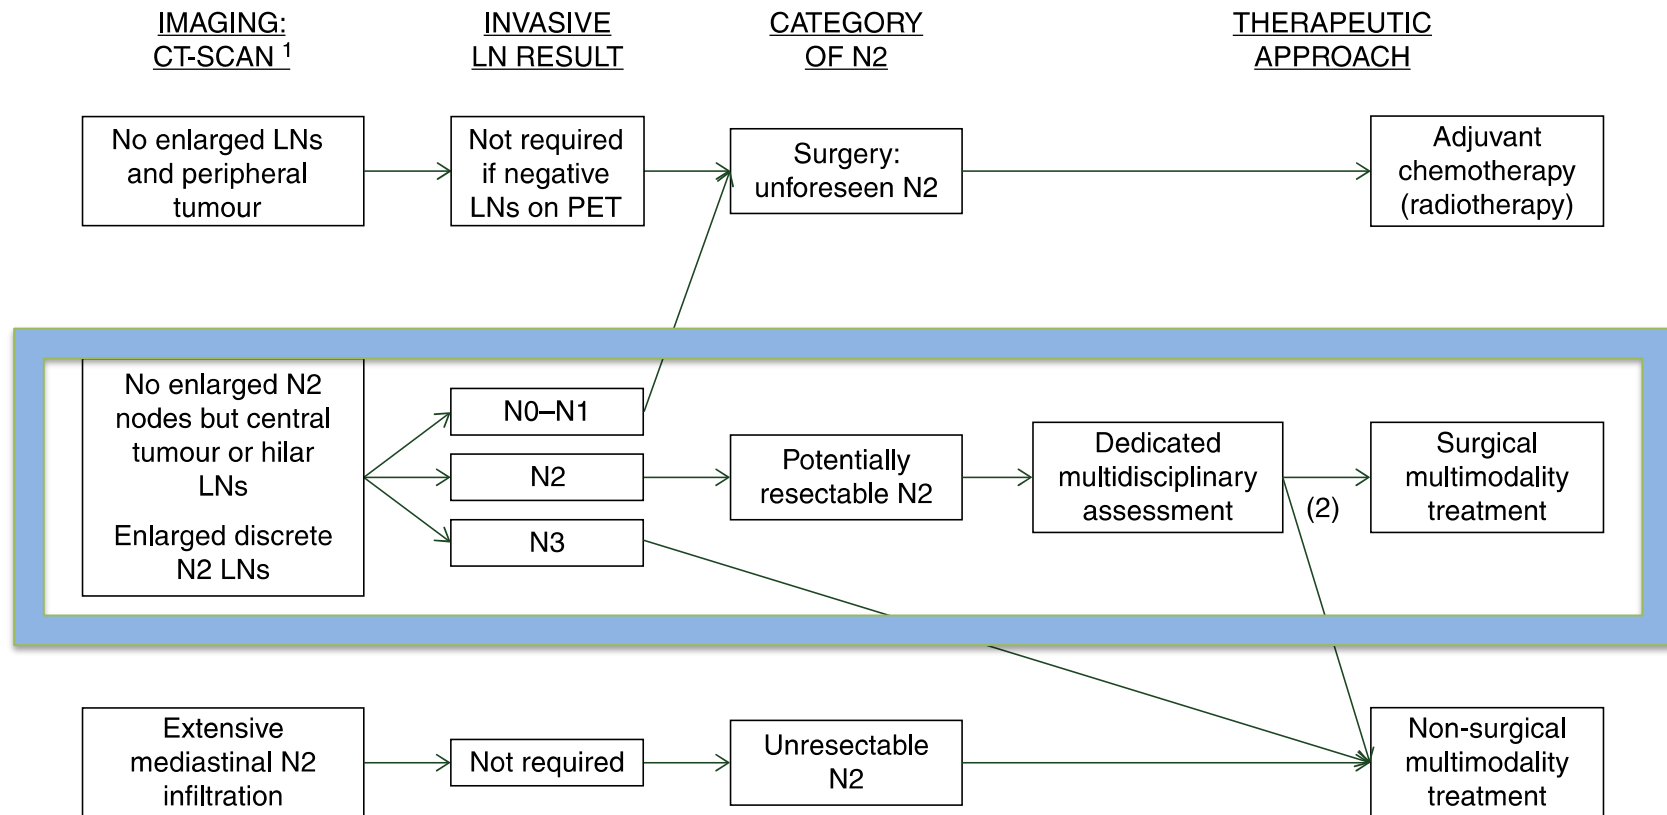 IMAGING:
CT-SCAN 1
INVASIVE
LN RESULT
CATEGORY
OF N2
THERAPEUTIC
APPROACH
No enlarged LNs
and peripheral
tumour
Not required
if negative
LNs on PET
Surgery:
unforeseen N2
Adjuvant
chemotherapy
(radiotherapy)
No enlarged N2
nodes but central
tumour or hilar
LNs
Enlarged discrete
N2 LNs
N0–N1
N2
N3
Potentially
resectable N2
Dedicated
multidisciplinary
assessment
(2)
Surgical
multimodality
treatment
Extensive
mediastinal N2
infiltration
Not required
Unresectable
N2
Non-surgical
multimodality
treatment